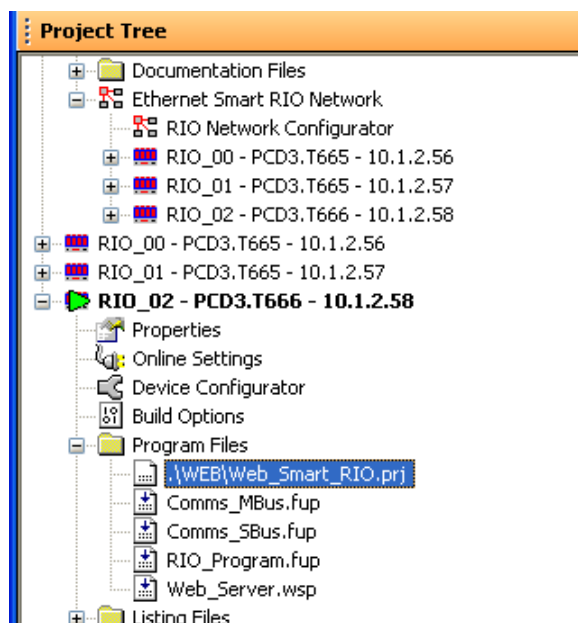 Project Tree
Documentation Files
Ethernet Smart RIO Network
RIO Network Configurator
RIO_00 - PCD3.T665 - 10.1.2.56
RIO_01 - PCD3.T665 - 10.1.2.57
RIO_02 - PCD3.T666 - 10.1.2.58
RIO_00 - PCD3.T665 - 10.1.2.56
RIO_01 - PCD3.T665 - 10.1.2.57
RIO_02 - PCD3.T666 - 10.1.2.58
Properties
Online Settings
Device Configurator
Build Options
Program Files
.\WEB\Web_Smart_RIO.prj
Comms_MBus.fup
Comms_SBus.fup
RIO_Program.fup
Web_Server.wsp
Listing Files